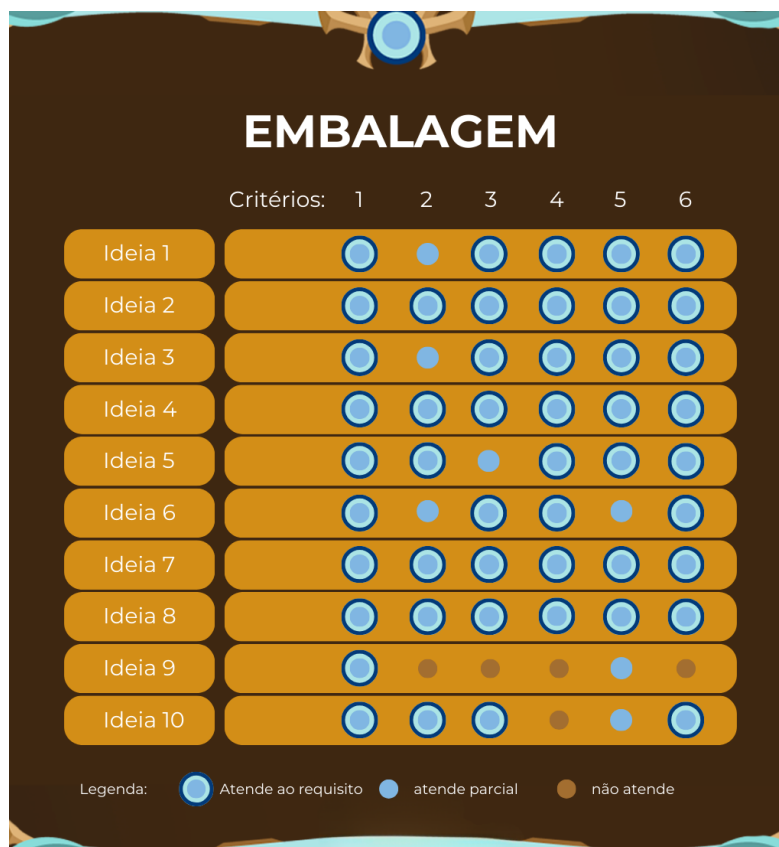 EMBALAGEM
Critérios: 1 2 3 4 5 6
Ideia 1
Ideia 2
Ideia 3
Ideia 4
Ideia 5
Ideia 6
Ideia 7
Ideia 8
Ideia 9
Ideia 10
Legenda: Atende ao requisito atende parcial não atende